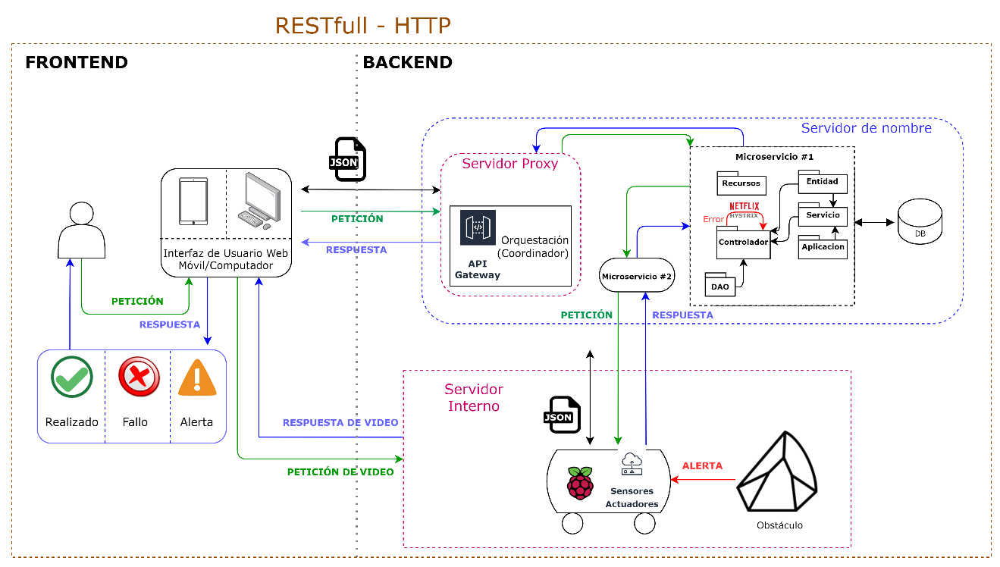 RESTfull - HTTP
FRONTEND
BACKEND
Servidor de nombre
JSON
Servidor Proxy
Microservicio #1
Recursos
Entidad
NETFLIX
HYSTRIX
Error
Servicio
Controlador
Aplicacion
DAO
DB
PETICIÓN
RESPUESTA
Orquestación
(Coordinador)
API
Gateway
Interfaz de Usuario Web
Móvil/Computador
Microservicio #2
PETICIÓN
RESPUESTA
PETICIÓN
RESPUESTA
Realizado
Fallo
Alerta
Servidor
Interno
JSON
RESPUESTA DE VIDEO
PETICIÓN DE VIDEO
Sensores
Actuadores
ALERTA
Obstáculo